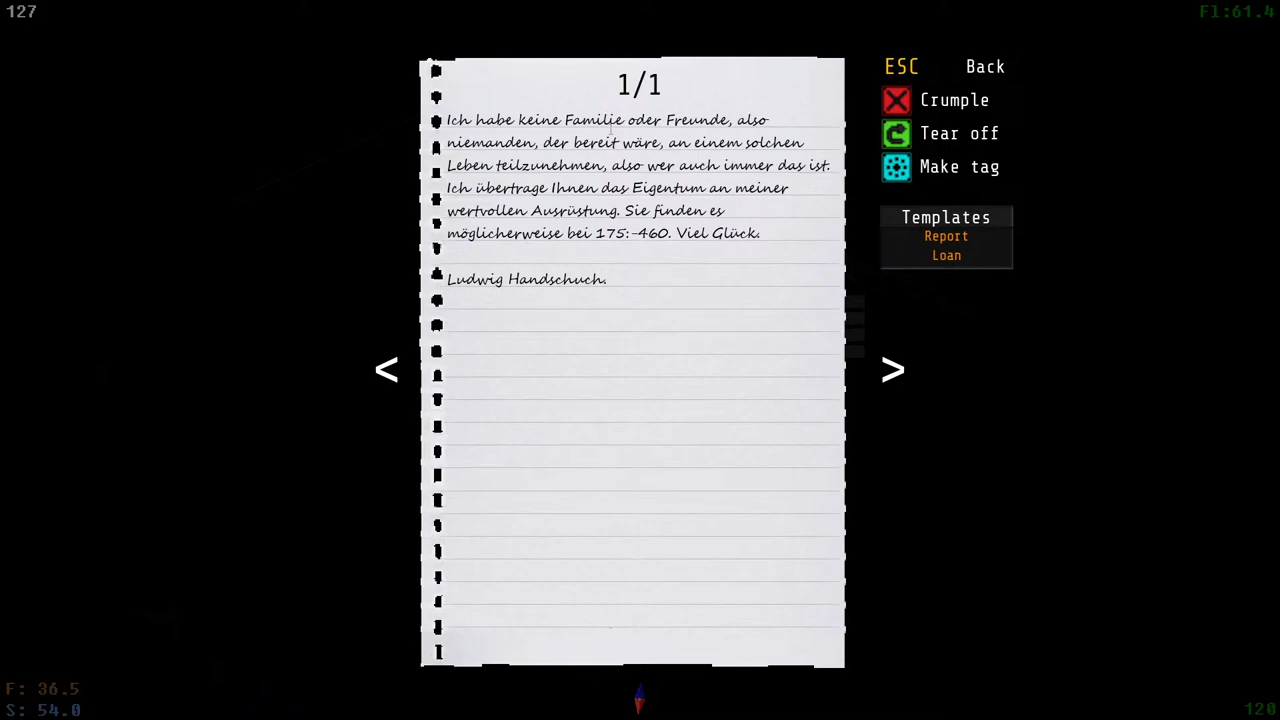 127
Fl:61.4
ESC Back
1/1
Crumple
Ich habe keine Familie oder Freunde, also
niemanden, der bereit wäre, an einem solchen
Leben teilzunehmen, also wer auch immer das ist.
Ich übertrage Ihnen das Eigentum an meiner
wertvollen Ausrüstung. Sie finden es
möglicherweise bei 175:-460. Viel Glück.
Ludwig Handschuch.
Tear off
Make tag
Templates
Report
Loan
<
>
F: 36.5
S: 54.0
120